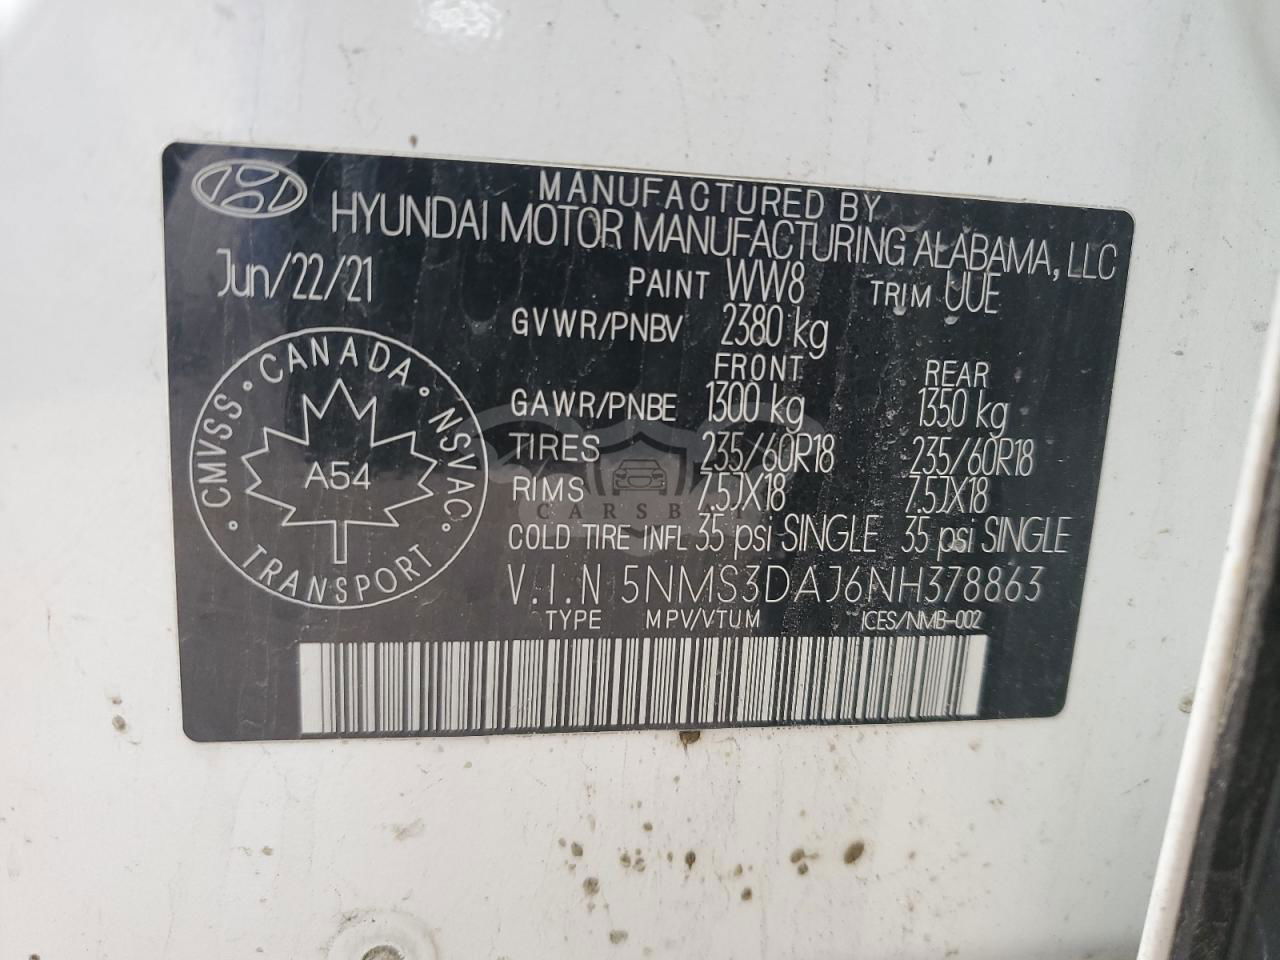 MANUFACTURED BY
HYUNDAI MOTOR MANUFACTURING ALABAMA, LLC
Jun/22/21 PAINT WW8 TRIM UUE
GVWR/PNBV 2380 kg
FRONT REAR
GAWR/PNBE 1300 kg 1350 kg
TIRES 235/60R18 235/60R18
RIMS 7.5JX18 7.5JX18
COLD TIRE INFL 35 psi SINGLE 35 psi SINGLE
V.I.N 5NMS3DAJ6NH378863
TYPE MPV/VTUM ICES/NMB-002
CANADA
CMVSS NSVAC
A54
TRANSPORT